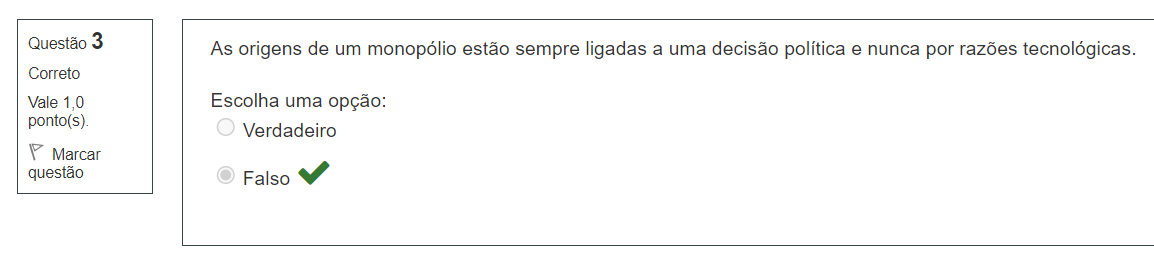 Questão 3
Correto
Vale 1,0
ponto(s).
Marcar
questão
As origens de um monopólio estão sempre ligadas a uma decisão política e nunca por razões tecnológicas.
Escolha uma opção:
Verdadeiro
Falso